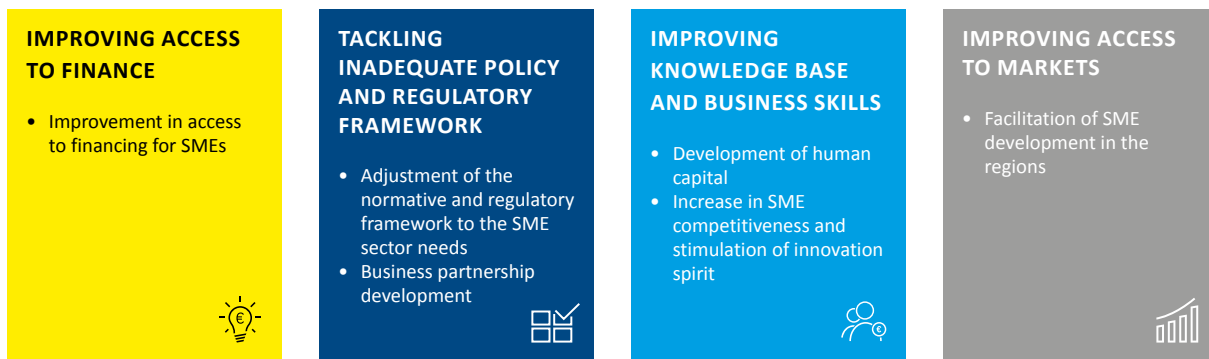 IMPROVING ACCESS
TO FINANCE
• Improvement in access
to financing for SMEs
€
TACKLING
INADEQUATE POLICY
AND REGULATORY
FRAMEWORK
• Adjustment of the
normative and regulatory
framework to the SME
sector needs
• Business partnership
development
IMPROVING
KNOWLEDGE BASE
AND BUSINESS SKILLS
• Development of human
capital
• Increase in SME
competitiveness and
stimulation of innovation
spirit
€
IMPROVING ACCESS
TO MARKETS
• Facilitation of SME
development in the
regions